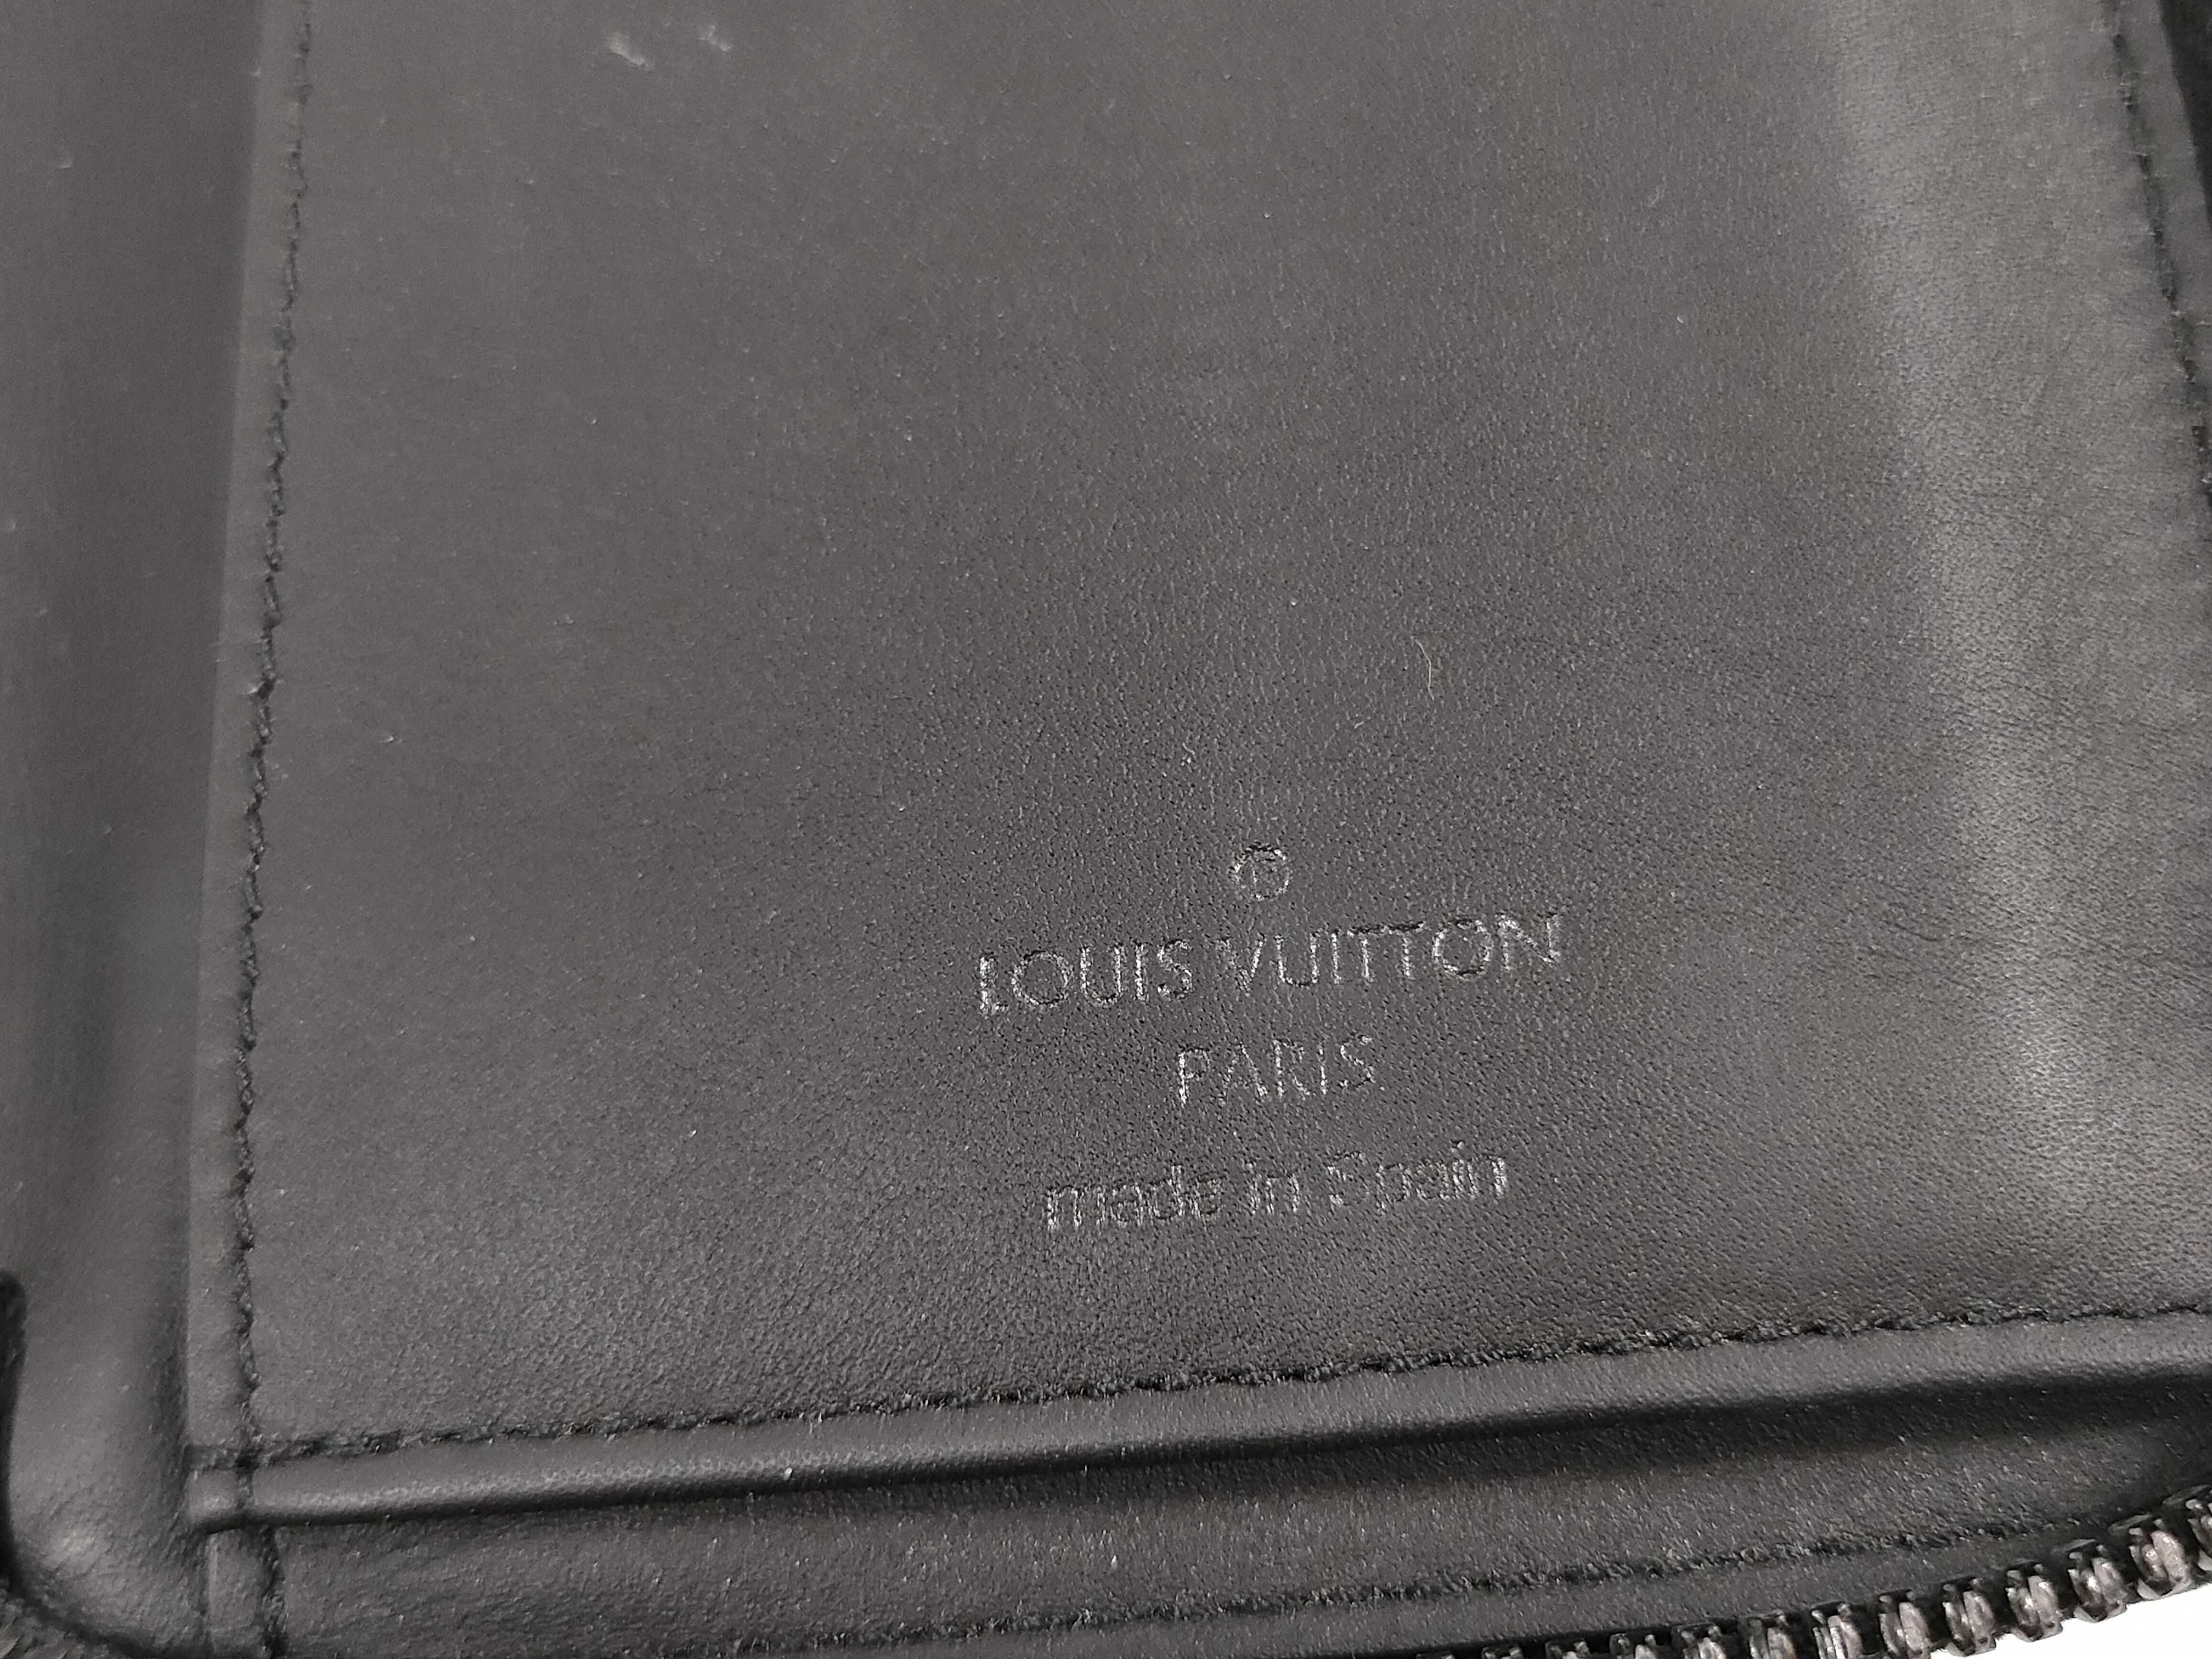 ®
LOUIS VUITTON
PARIS
made in Spain